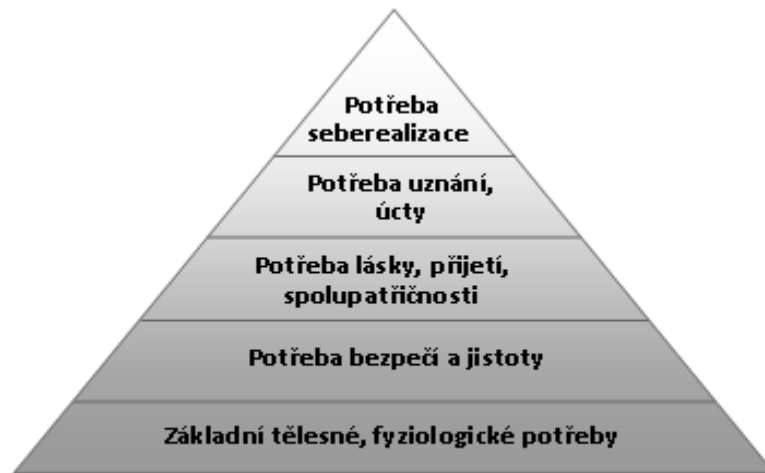 Potřeba
seberealizace
Potřeba uznání,
úcty
Potřeba lásky, přijetí,
spolupatřičnosti
Potřeba bezpečí a jistoty
Základní tělesné, fyziologické potřeby